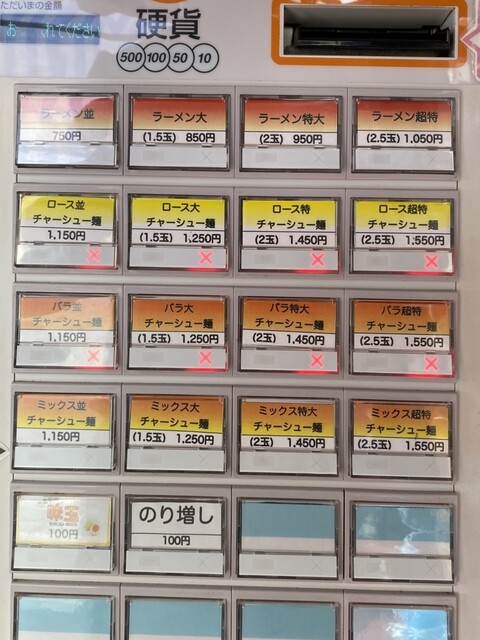 ただいまの金額
硬貨
500 100 50 10
ラーメン並
750円
ラーメン大
(1.5玉) 850円
ラーメン特大
(2玉) 950円
ラーメン超特
(2.5玉) 1,050円
ロース並
チャーシュー麺
1,150円
ロース大
チャーシュー麺
(1.5玉) 1,250円
ロース特
チャーシュー麺
(2玉) 1,450円
ロース超特
チャーシュー麺
(2.5玉) 1,550円
バラ並
チャーシュー麺
1,150円
バラ大
チャーシュー麺
(1.5玉) 1,250円
バラ特大
チャーシュー麺
(2玉) 1,450円
バラ超特
チャーシュー麺
(2.5玉) 1,550円
ミックス並
チャーシュー麺
1,150円
ミックス大
チャーシュー麺
(1.5玉) 1,250円
ミックス特大
チャーシュー麺
(2玉) 1,450円
ミックス超特
チャーシュー麺
(2.5玉) 1,550円
味玉
100円
のり増し
100円